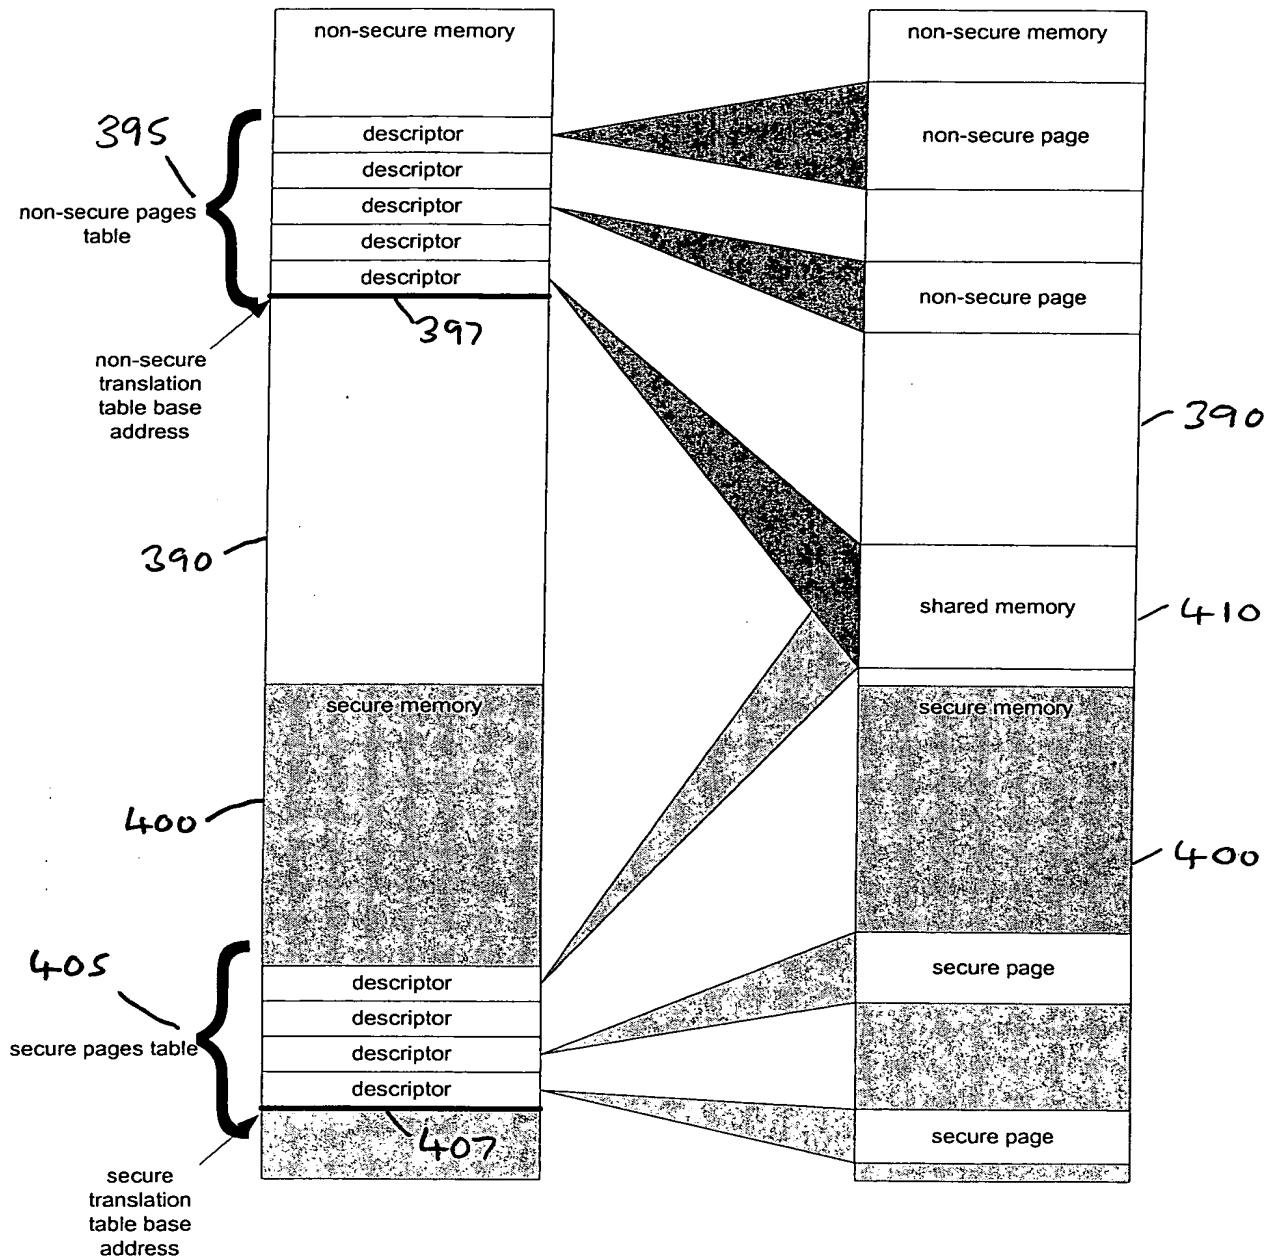 non-secure memory
non-secure memory
395
descriptor
non-secure page
descriptor
non-secure pages
table
descriptor
descriptor
descriptor
non-secure page
397
non-secure
translation
table base
address
390
390
shared memory
410
secure memory
secure memory
400
400
405
descriptor
secure page
descriptor
secure pages table
descriptor
descriptor
407
secure page
secure
translation
table base
address